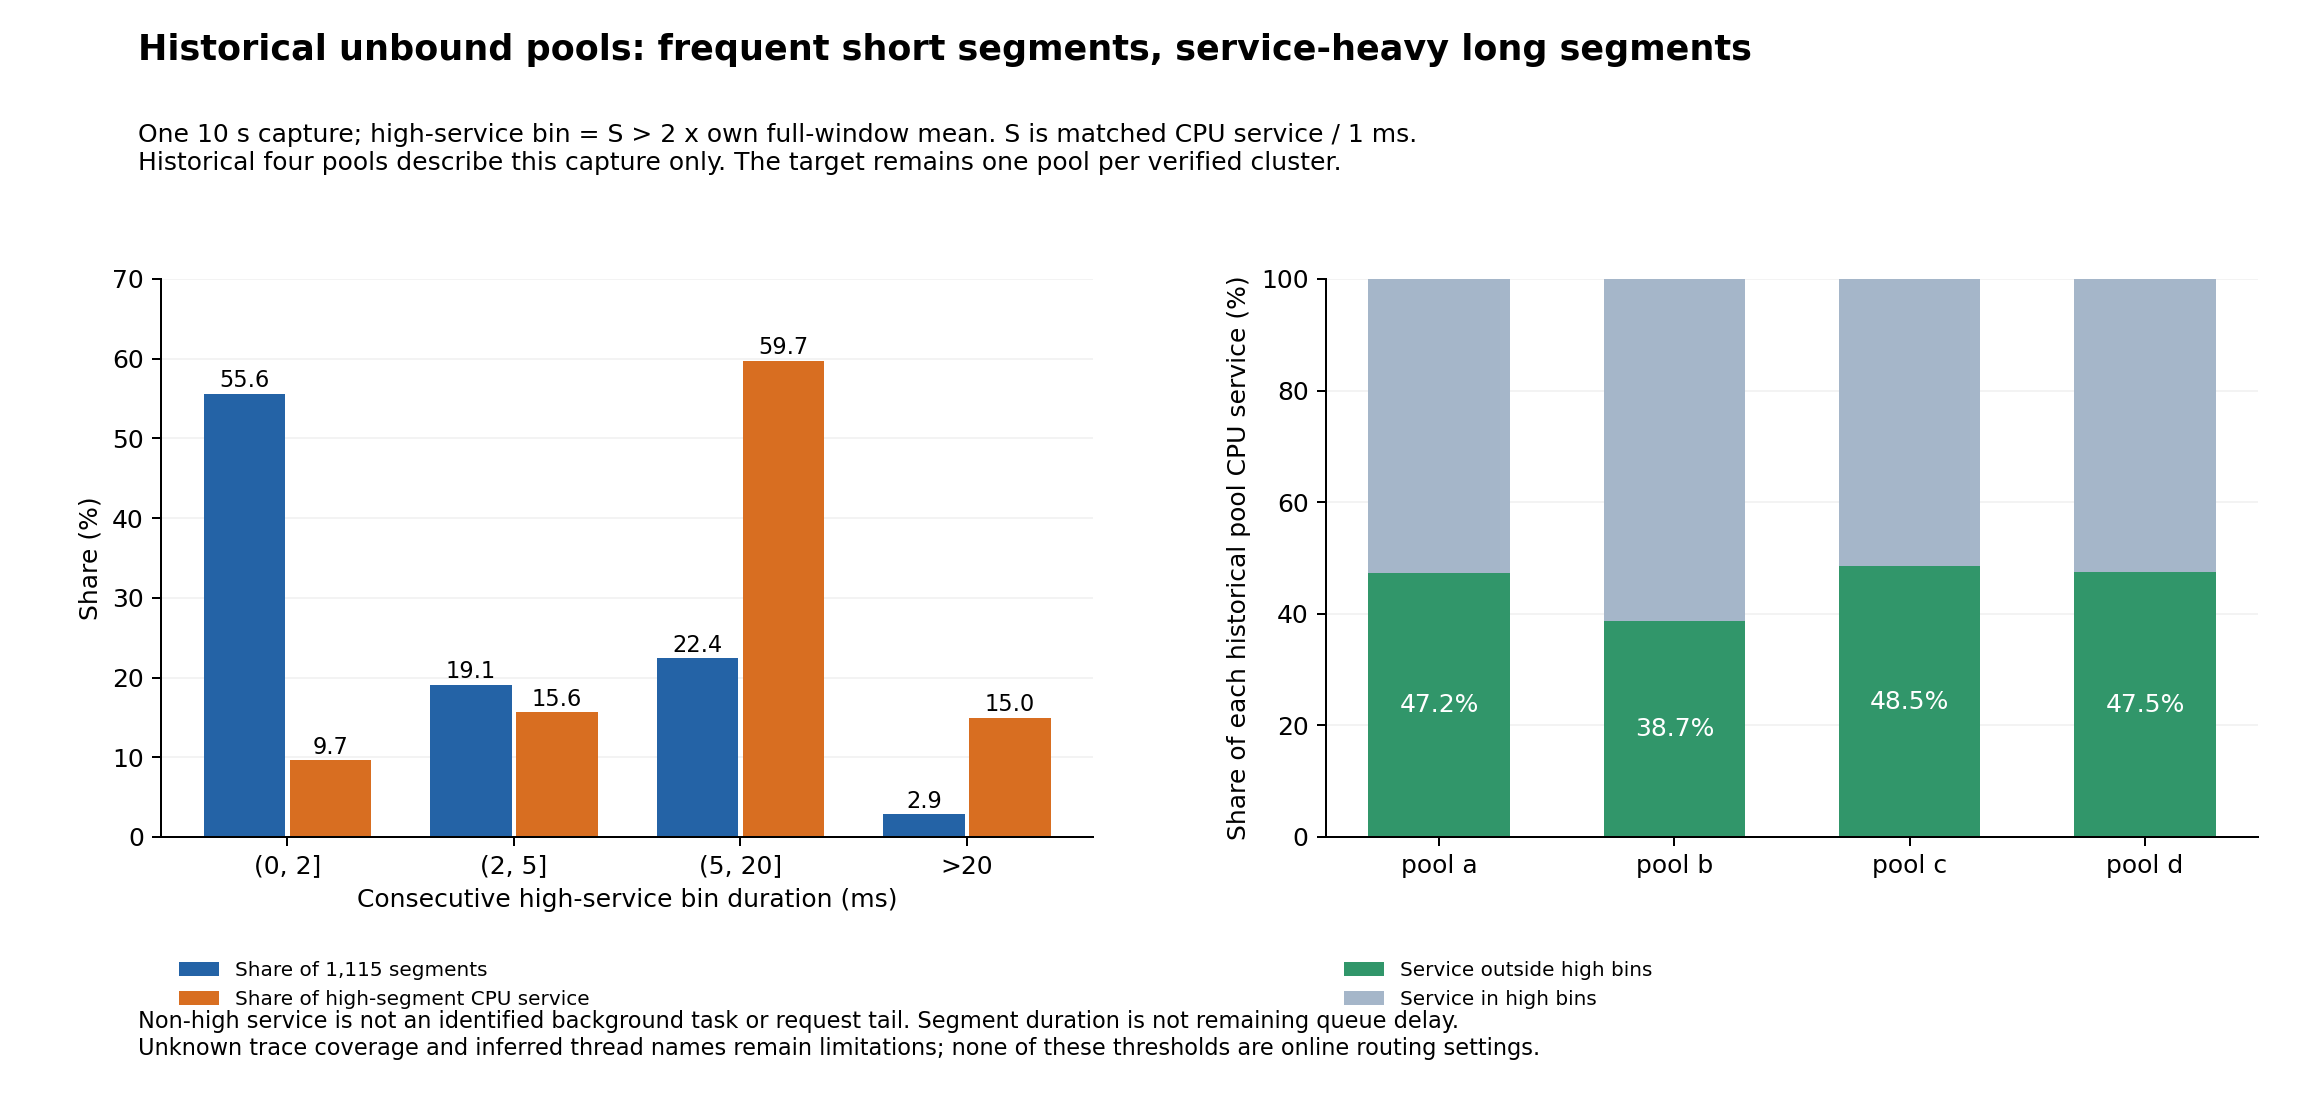 Historical unbound pools: frequent short segments, service-heavy long segments
One 10 s capture; high-service bin = S > 2 x own full-window mean. S is matched CPU service / 1 ms.
Historical four pools describe this capture only. The target remains one pool per verified cluster.
Share (%)
70
60
50
40
30
20
10
0
55.6
9.7
19.1
15.6
22.4
59.7
2.9
15.0
(0, 2]
(2, 5]
(5, 20]
>20
Consecutive high-service bin duration (ms)
Share of 1,115 segments
Share of high-segment CPU service
Share of each historical pool CPU service (%)
100
80
60
40
20
0
47.2%
38.7%
48.5%
47.5%
pool a
pool b
pool c
pool d
Service outside high bins
Service in high bins
Non-high service is not an identified background task or request tail. Segment duration is not remaining queue delay.
Unknown trace coverage and inferred thread names remain limitations; none of these thresholds are online routing settings.